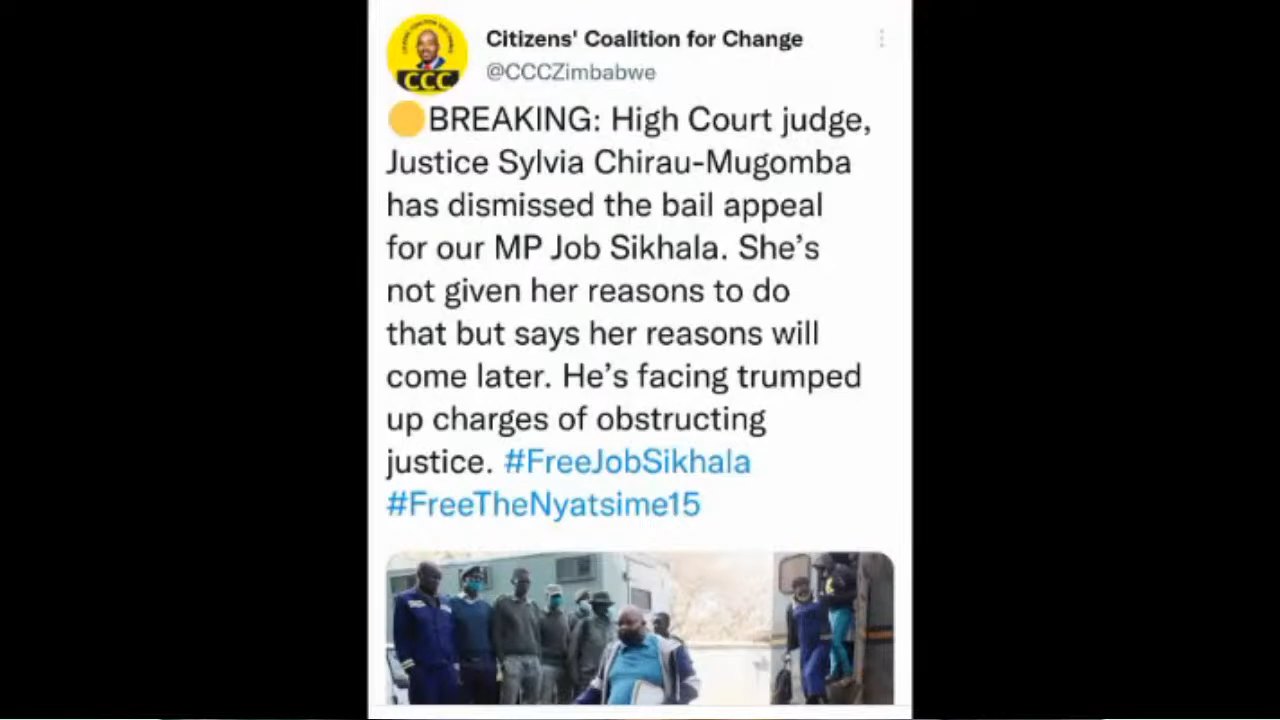 Citizens' Coalition for Change
@CCCZimbabwe
BREAKING: High Court judge,
Justice Sylvia Chirau-Mugomba
has dismissed the bail appeal
for our MP Job Sikhala. She's
not given her reasons to do
that but says her reasons will
come later. He's facing trumped
up charges of obstructing
justice. #FreeJobSikhala
#FreeTheNyatsime15
CCC